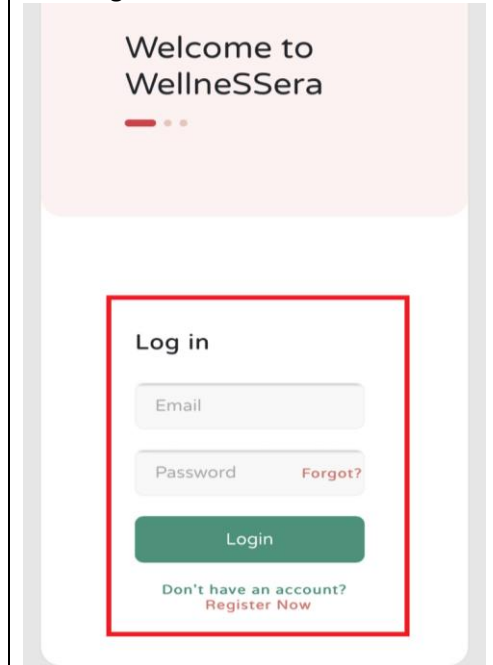 Welcome to
WellneSSera
Log in
Email
Password Forgot?
Login
Don't have an account?
Register Now